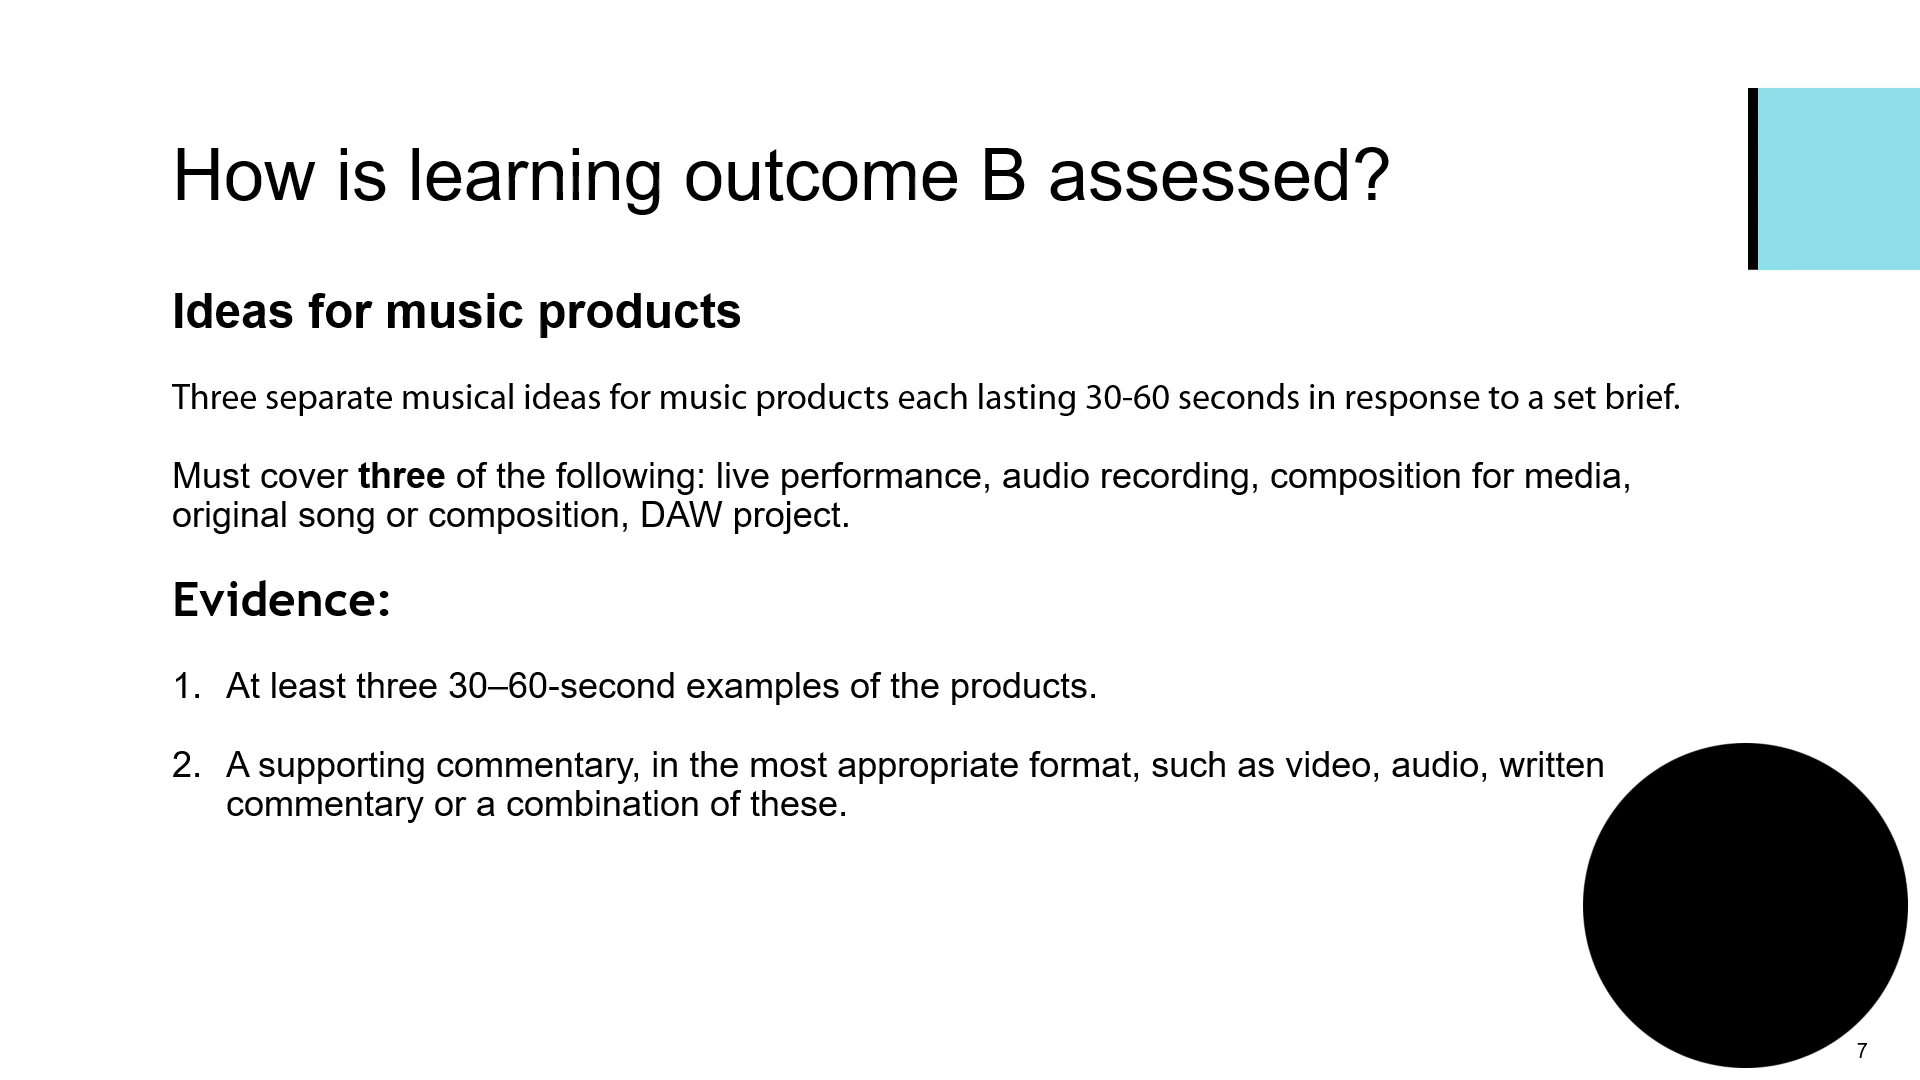 How is learning outcome B assessed?
Ideas for music products
Three separate musical ideas for music products each lasting 30-60 seconds in response to a set brief.
Must cover three of the following: live performance, audio recording, composition for media,
original song or composition, DAW project.
Evidence:
1. At least three 30–60-second examples of the products.
2. A supporting commentary, in the most appropriate format, such as video, audio, written
commentary or a combination of these.
7